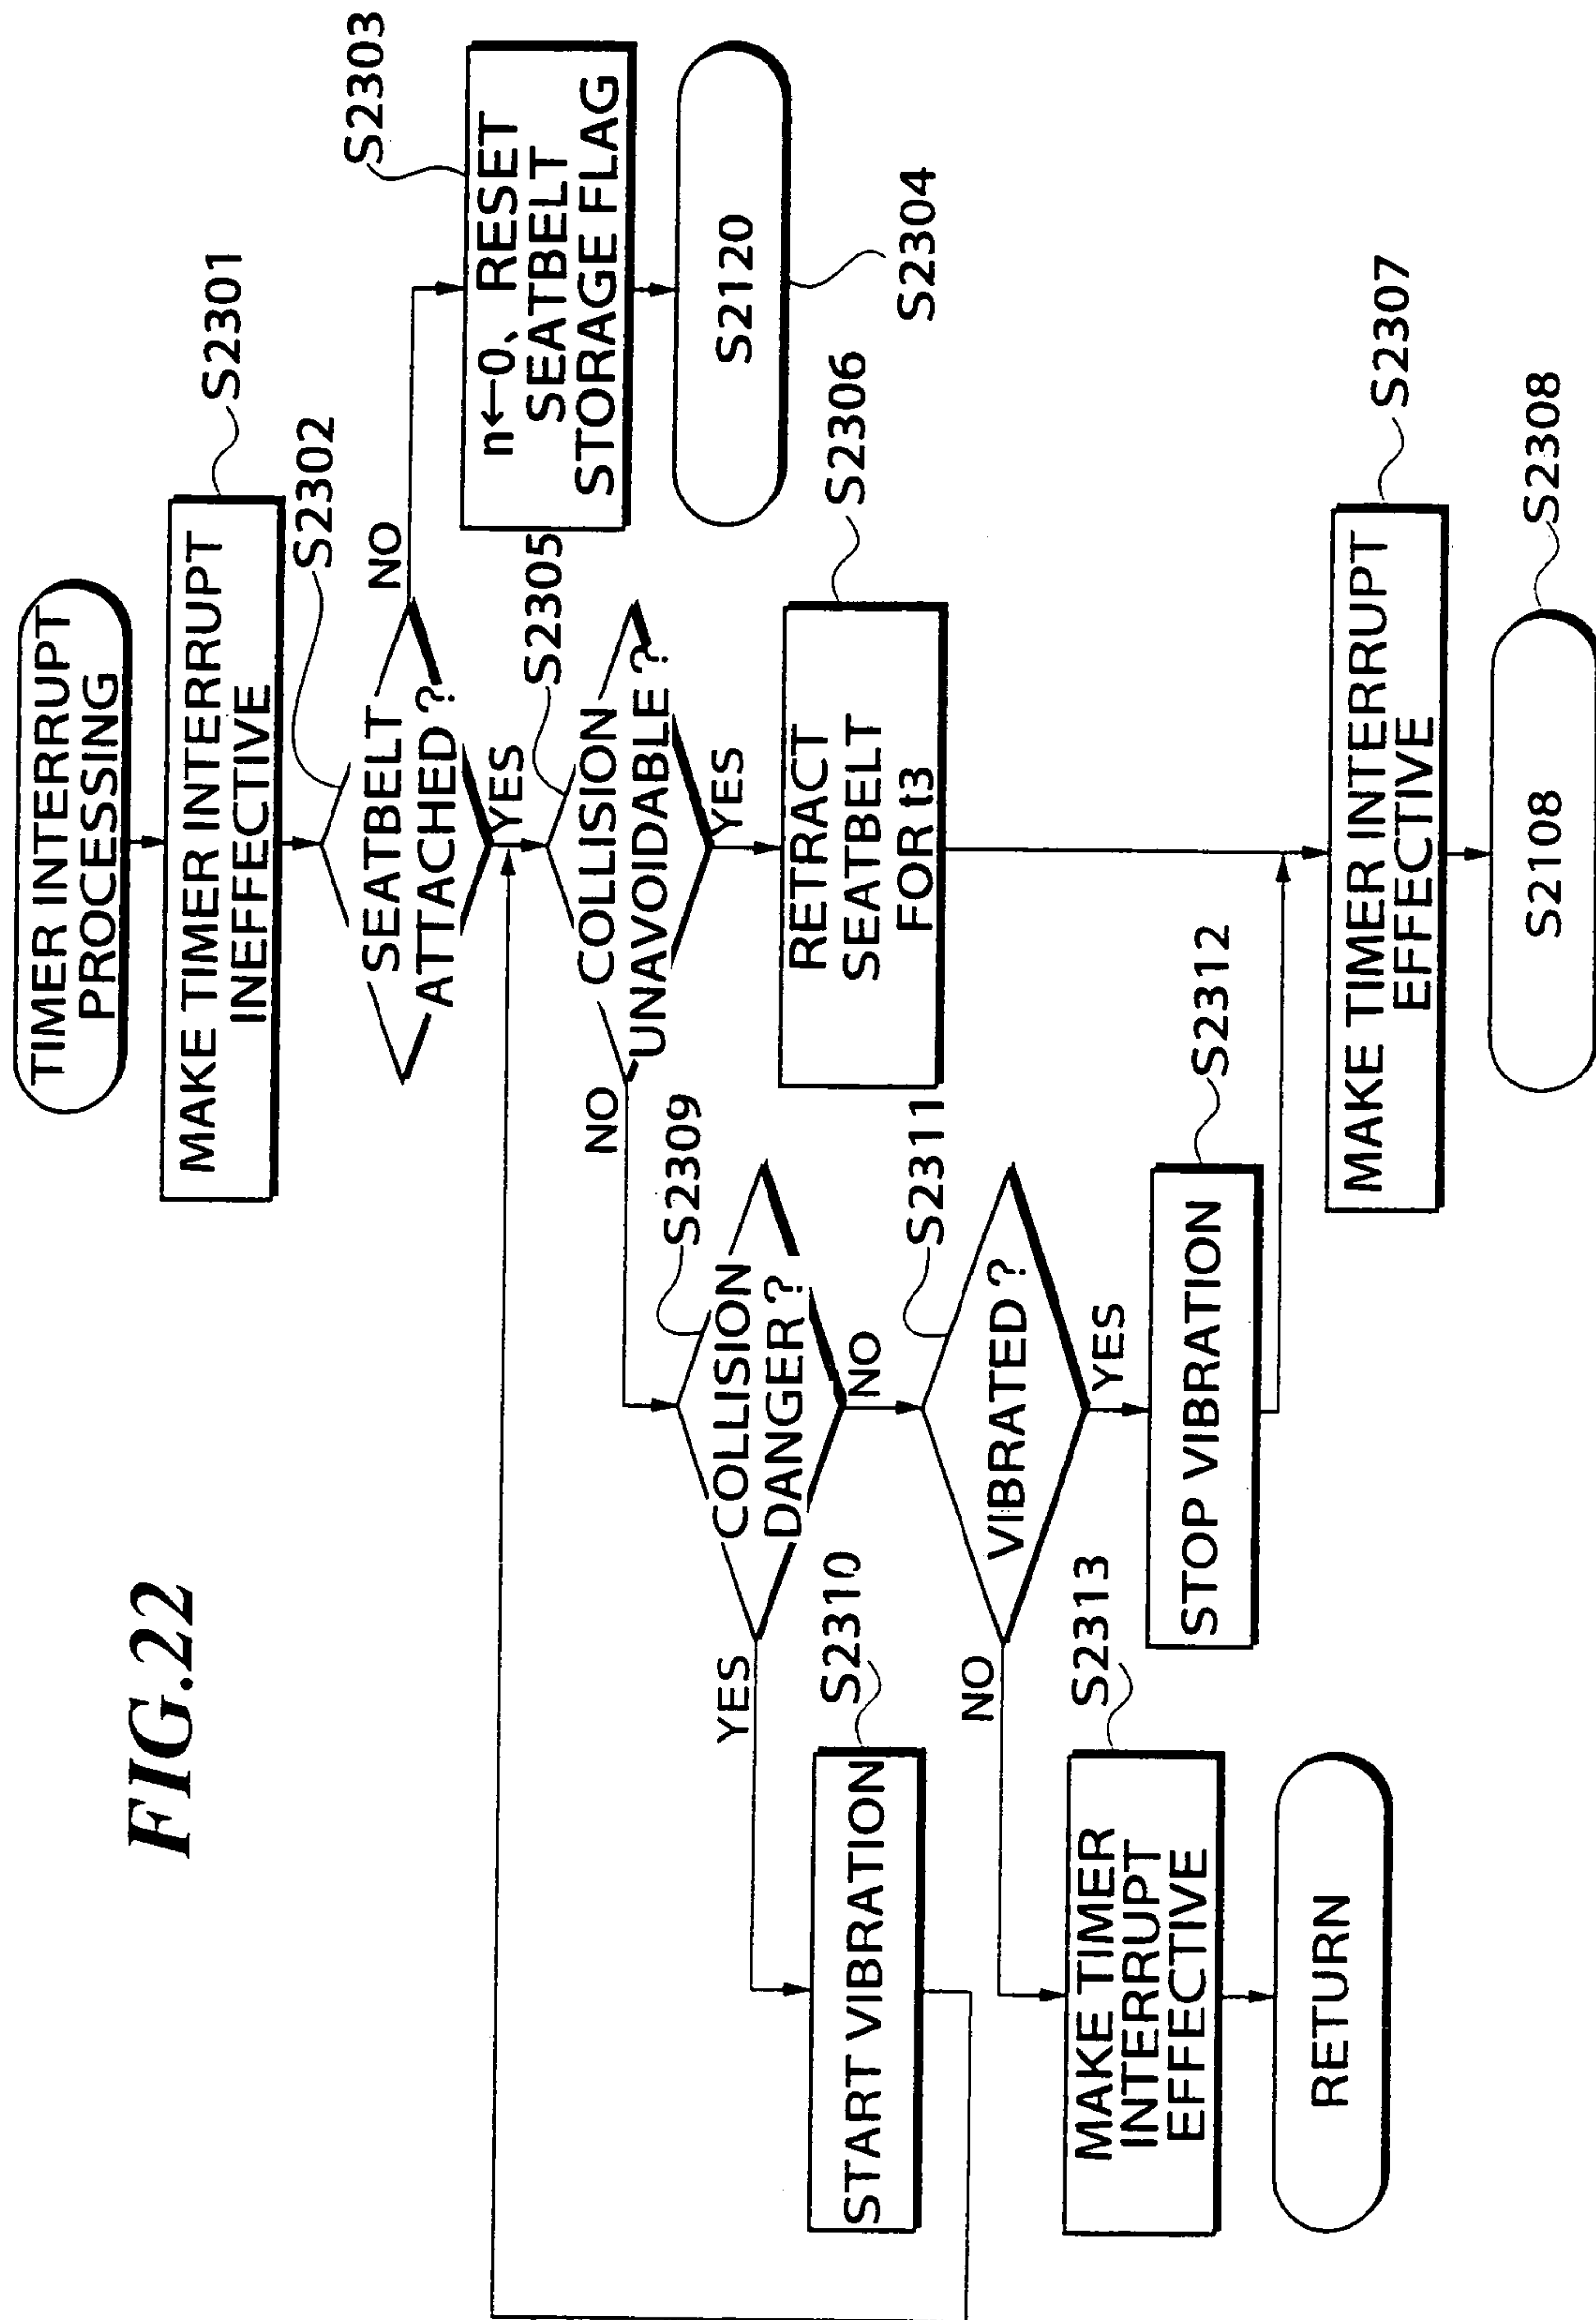 FIG.22
TIMER INTERRUPT
PROCESSING
S2301
MAKE TIMER INTERRUPT
INEFFECTIVE
S2302
SEATBELT
ATTACHED?
NO
YES
S2303
n←0、 RESET
SEATBELT
STORAGE FLAG
S2120
S2304
S2305
COLLISION
UNAVOIDABLE?
NO
YES
S2306
RETRACT
SEATBELT
FOR t3
S2309
COLLISION
DANGER?
YES
NO
S2310
START VIBRATION
S2311
VIBRATED?
NO
YES
S2312
STOP VIBRATION
S2313
MAKE TIMER
INTERRUPT
EFFECTIVE
RETURN
S2307
MAKE TIMER INTERRUPT
EFFECTIVE
S2308
S2108